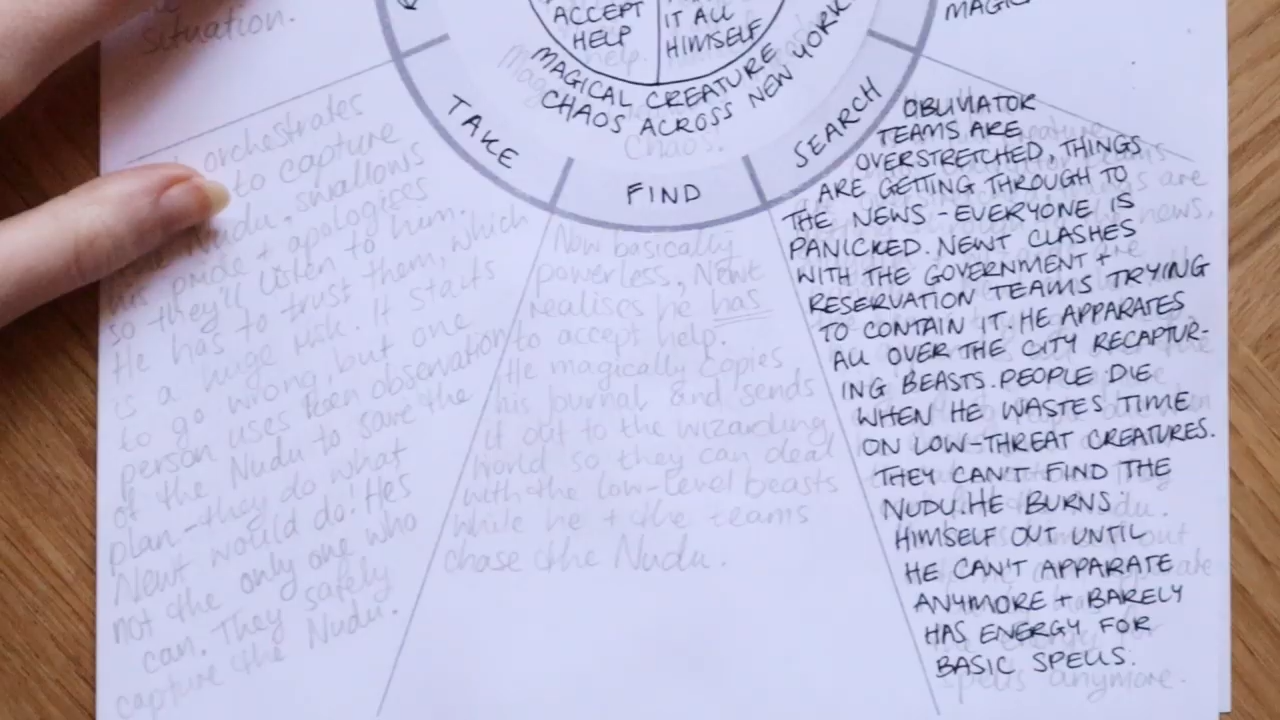 situation.
ACCEPT
HELP
IT ALL
HIMSELF
MAGICAL CREATURE
CHAOS ACROSS NEW YORK
MAGIC
TAKE
FIND
SEARCH
chaos.
orchestrates
to capture
Nudu, swallows
his pride + apologises
so they'll listen to him.
He has to trust them, which
is a huge risk. It starts
to go wrong, but one
person uses keen observation
of the Nudu to save the
plan - they do what
Newt would do! He's
not the only one who
can. They safely
capture the Nudu.
Now basically
powerless, Newt
realises he has
to accept help.
He magically copies
his journal and sends
it out to the wizarding
world so they can deal
with the low-level beasts
while he + the teams
chase the Nudu.
OBLIVIATOR
TEAMS ARE
OVERSTRETCHED, THINGS
ARE GETTING THROUGH TO
THE NEWS - EVERYONE IS
PANICKED. NEWT CLASHES
WITH THE GOVERNMENT +
RESERVATION TEAMS TRYING
TO CONTAIN IT. HE APPARATES
ALL OVER THE CITY RECAPTUR-
ING BEASTS. PEOPLE DIE
WHEN HE WASTES TIME
ON LOW-THREAT CREATURES.
THEY CAN'T FIND THE
NUDU. HE BURNS
HIMSELF OUT UNTIL
HE CAN'T APPARATE
ANYMORE + BARELY
HAS ENERGY FOR
BASIC SPELLS.
spells anymore.